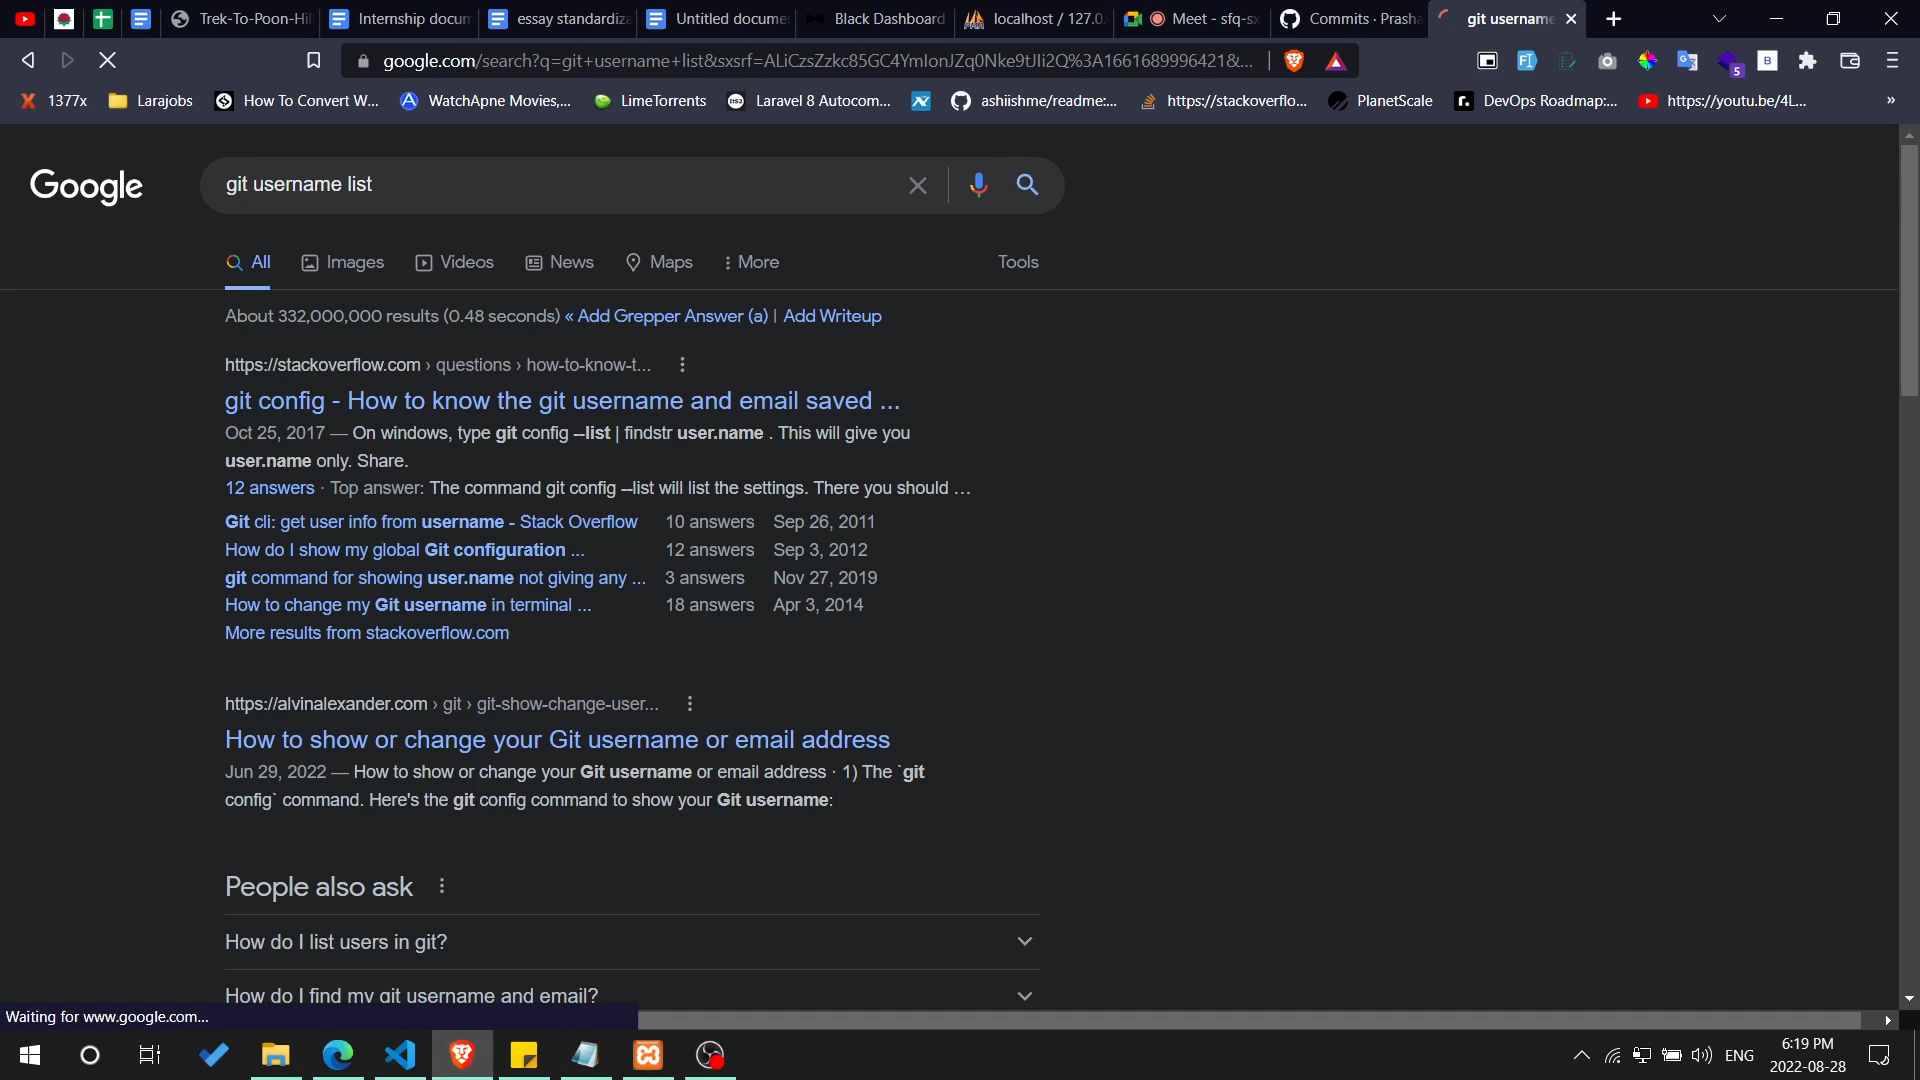 Trek-To-Poon-Hil
Internship docum
essay standardiza
Untitled docume
Black Dashboard
localhost / 127.0.
Meet - sfq-sx
Commits · Prasha
git username
google.com/search?q=git+username+list&sxsrf=ALiCzsZzkc85GC4YmIonJZq0Nke9tJIi2Q%3A1661689996421&...
5
1377x
Larajobs
How To Convert W...
WatchApne Movies,...
LimeTorrents
Laravel 8 Autocom...
ashiishme/readme:...
https://stackoverflo...
PlanetScale
DevOps Roadmap:...
https://youtu.be/4L...
»
Google
git username list
All
Images
Videos
News
Maps
More
Tools
About 332,000,000 results (0.48 seconds) « Add Grepper Answer (a) | Add Writeup
https://stackoverflow.com › questions › how-to-know-t...
git config - How to know the git username and email saved ...
Oct 25, 2017 — On windows, type git config --list | findstr user.name . This will give you
user.name only. Share.
12 answers · Top answer: The command git config --list will list the settings. There you should ...
Git cli: get user info from username - Stack Overflow 10 answers Sep 26, 2011
How do I show my global Git configuration ... 12 answers Sep 3, 2012
git command for showing user.name not giving any ... 3 answers Nov 27, 2019
How to change my Git username in terminal ... 18 answers Apr 3, 2014
More results from stackoverflow.com
https://alvinalexander.com › git › git-show-change-user...
How to show or change your Git username or email address
Jun 29, 2022 — How to show or change your Git username or email address · 1) The `git
config` command. Here's the git config command to show your Git username:
People also ask
How do I list users in git?
How do I find my git username and email?
Waiting for www.google.com...
ENG
6:19 PM
2022-08-28